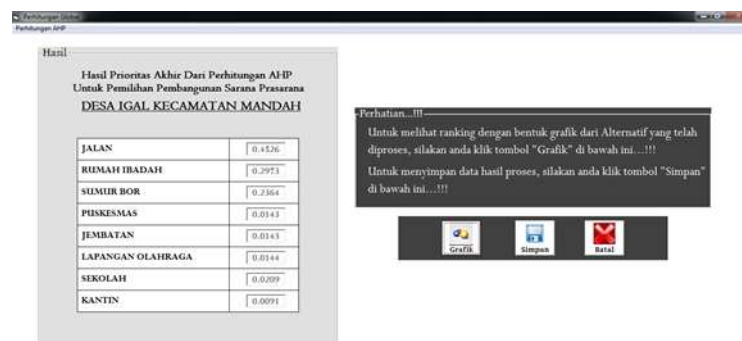 Perhitungan Global
Perhitungan AHP
Hasil
Hasil Prioritas Akhir Dari Perhitungan AHP
Untuk Pemilihan Pembangunan Sarana Prasarana
DESA IGAL KECAMATAN MANDAH
JALAN 0.4526
RUMAH IBADAH 0.2973
SUMUR BOR 0.2364
PUSKESMAS 0.0143
JEMBATAN 0.0143
LAPANGAN OLAHRAGA 0.0144
SEKOLAH 0.0209
KANTIN 0.0091
Perhatian...!!!
Untuk melihat ranking dengan bentuk grafik dari Alternatif yang telah
diproses, silakan anda klik tombol "Grafik" di bawah ini...!!!
Untuk menyimpan data hasil proses, silakan anda klik tombol "Simpan"
di bawah ini...!!!
Grafik Simpan Batal